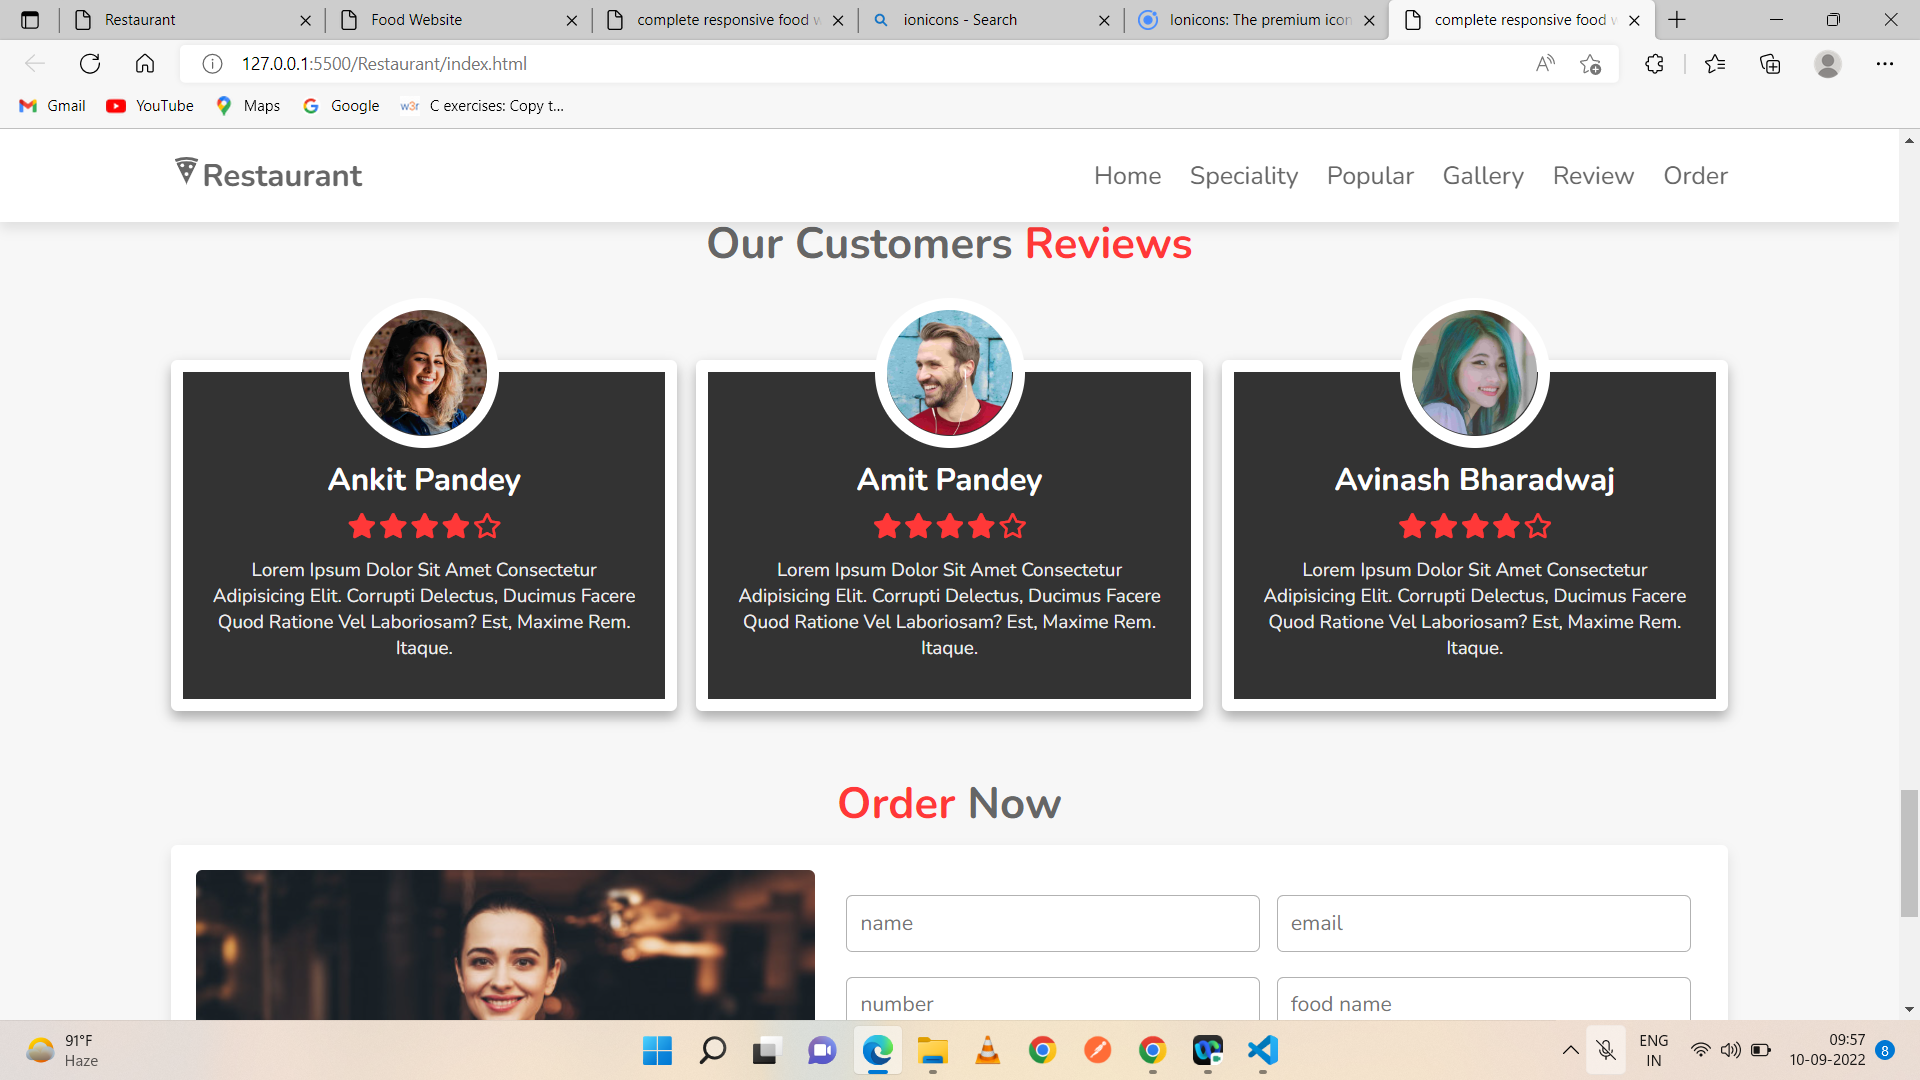 Restaurant
Food Website
complete responsive food w
ionicons - Search
Ionicons: The premium icon
complete responsive food w
127.0.0.1:5500/Restaurant/index.html
Gmail
YouTube
Maps
Google
w3r
C exercises: Copy t...
Restaurant
Home
Speciality
Popular
Gallery
Review
Order
Our Customers Reviews
Ankit Pandey
Lorem Ipsum Dolor Sit Amet Consectetur
Adipisicing Elit. Corrupti Delectus, Ducimus Facere
Quod Ratione Vel Laboriosam? Est, Maxime Rem.
Itaque.
Amit Pandey
Lorem Ipsum Dolor Sit Amet Consectetur
Adipisicing Elit. Corrupti Delectus, Ducimus Facere
Quod Ratione Vel Laboriosam? Est, Maxime Rem.
Itaque.
Avinash Bharadwaj
Lorem Ipsum Dolor Sit Amet Consectetur
Adipisicing Elit. Corrupti Delectus, Ducimus Facere
Quod Ratione Vel Laboriosam? Est, Maxime Rem.
Itaque.
Order Now
name
email
number
food name
91°F
Haze
ENG
IN
09:57
10-09-2022
8